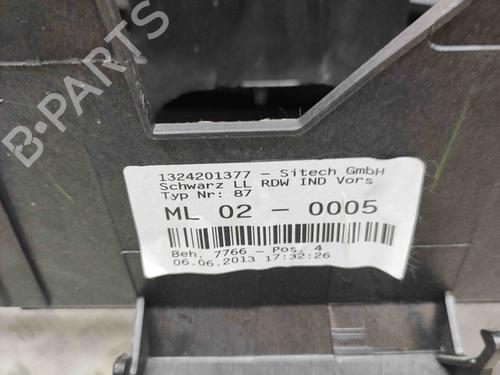 B-PARTS
1324201377 - Sitech GmbH
Schwarz LL RDW IND Vors
Typ Nr: 87
ML 02 - 0005
Beh. 7766 - Pos. 4
06.06.2013 17:32:26